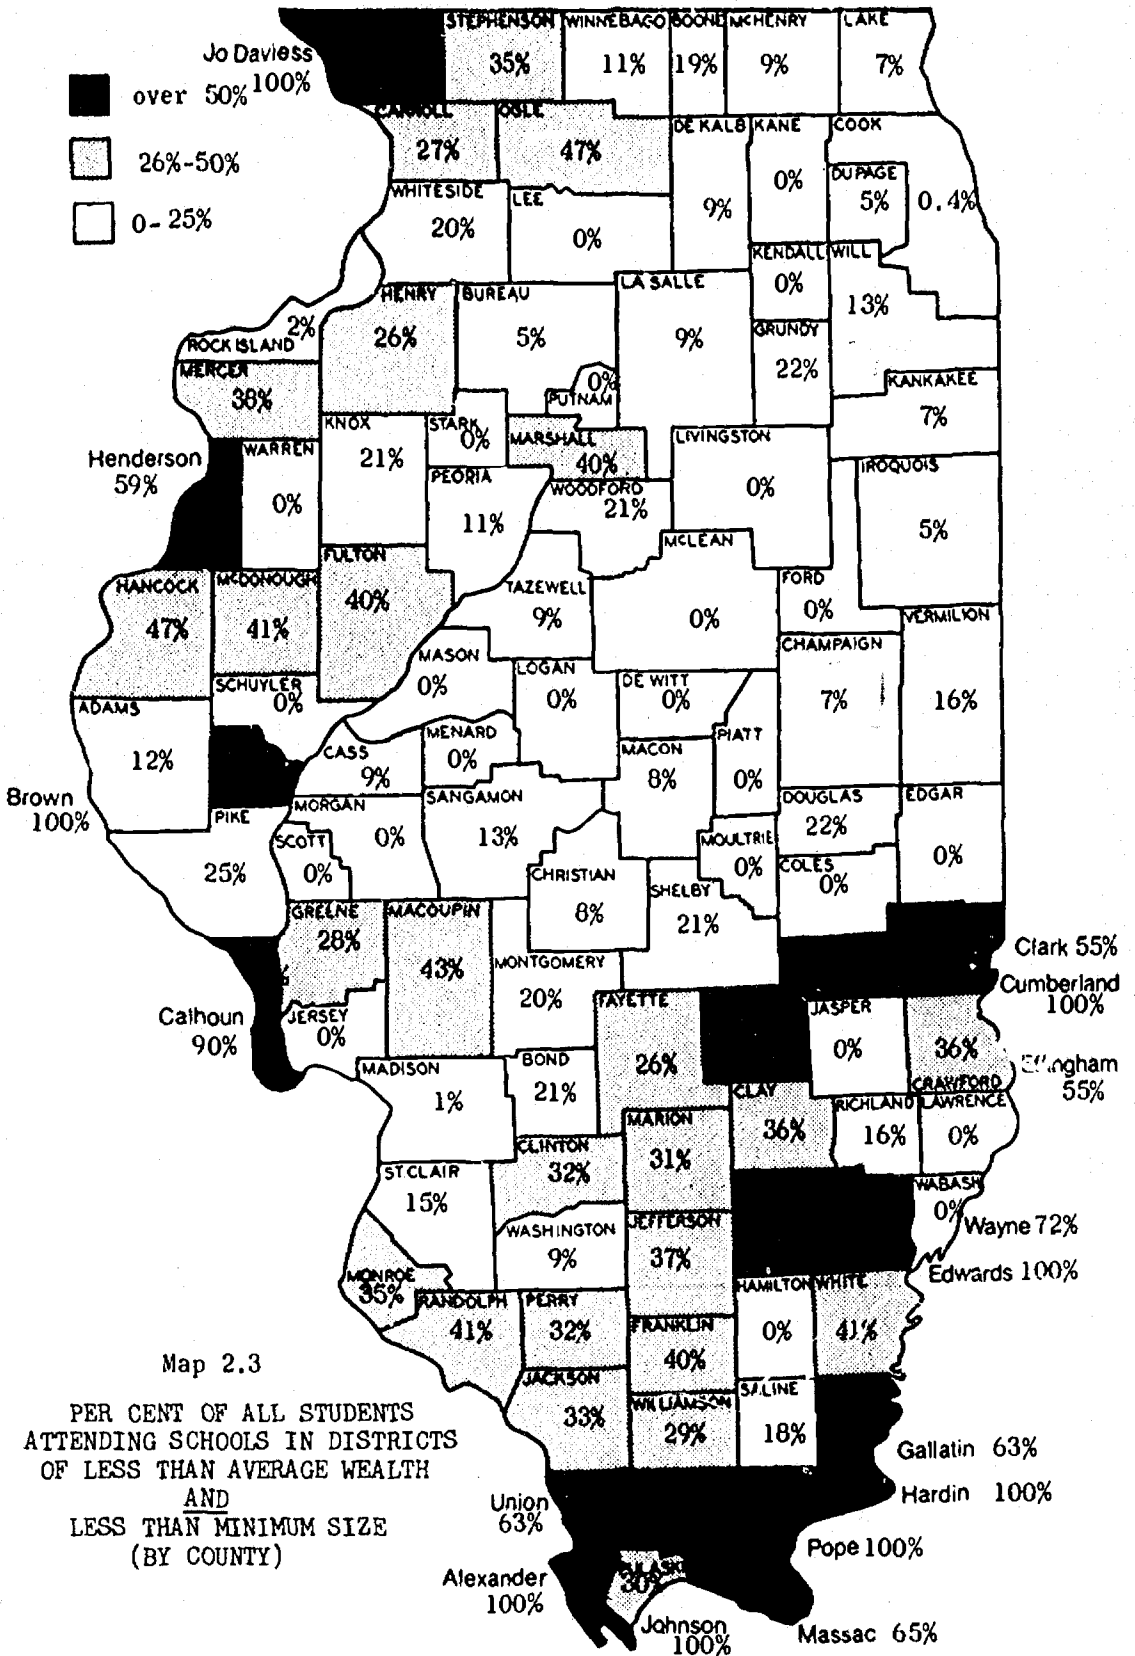 STEPHENSON
WINNEBAGO
BOONE
MCHENRY
LAKE
Jo Daviess
100%
35%
11%
19%
9%
7%
over 50%
26%-50%
0-25%
CARROLL
27%
OGLE
47%
DE KALB
9%
KANE
0%
COOK
0.4%
DUPAGE
5%
WHITESIDE
20%
LEE
0%
KENDALL
0%
WILL
13%
HENRY
26%
BUREAU
5%
LA SALLE
9%
GRUNDY
22%
2%
ROCK ISLAND
MERCER
38%
0%
PUTNAM
KANKAKEE
7%
KNOX
21%
STARK
0%
MARSHALL
40%
LIVINGSTON
0%
Henderson
59%
WARREN
0%
PEORIA
11%
WOODFORD
21%
IROQUOIS
5%
MCLEAN
0%
FULTON
40%
HANCOCK
47%
MCDONOUGH
41%
TAZEWELL
9%
FORD
0%
VERMILION
16%
CHAMPAIGN
7%
MASON
0%
LOGAN
0%
DE WITT
0%
SCHUYLER
0%
ADAMS
12%
MENARD
0%
CASS
9%
MACON
8%
PIATT
0%
Brown
100%
PIKE
25%
MORGAN
0%
SANGAMON
13%
DOUGLAS
22%
EDGAR
0%
SCOTT
0%
MOULTRIE
0%
COLES
0%
CHRISTIAN
8%
SHELBY
21%
GREENE
28%
MACOUPIN
43%
MONTGOMERY
20%
Clark 55%
Cumberland
100%
Calhoun
90%
JERSEY
0%
FAYETTE
26%
JASPER
0%
36%
CRAWFORD
Effingham
55%
MADISON
1%
BOND
21%
CLAY
36%
RICHLAND
16%
LAWRENCE
0%
MARION
31%
CLINTON
32%
ST.CLAIR
15%
WABASH
0%
Wayne 72%
WASHINGTON
9%
JEFFERSON
37%
Edwards 100%
MONROE
35%
RANDOLPH
41%
PERRY
32%
FRANKLIN
40%
HAMILTON
0%
WHITE
41%
JACKSON
33%
WILLIAMSON
29%
SALINE
18%
Map 2.3
PER CENT OF ALL STUDENTS
ATTENDING SCHOOLS IN DISTRICTS
OF LESS THAN AVERAGE WEALTH
AND
LESS THAN MINIMUM SIZE
(BY COUNTY)
Gallatin 63%
Hardin 100%
Union
63%
Pope 100%
Alexander
100%
PULASKI
30%
Johnson
100%
Massac 65%